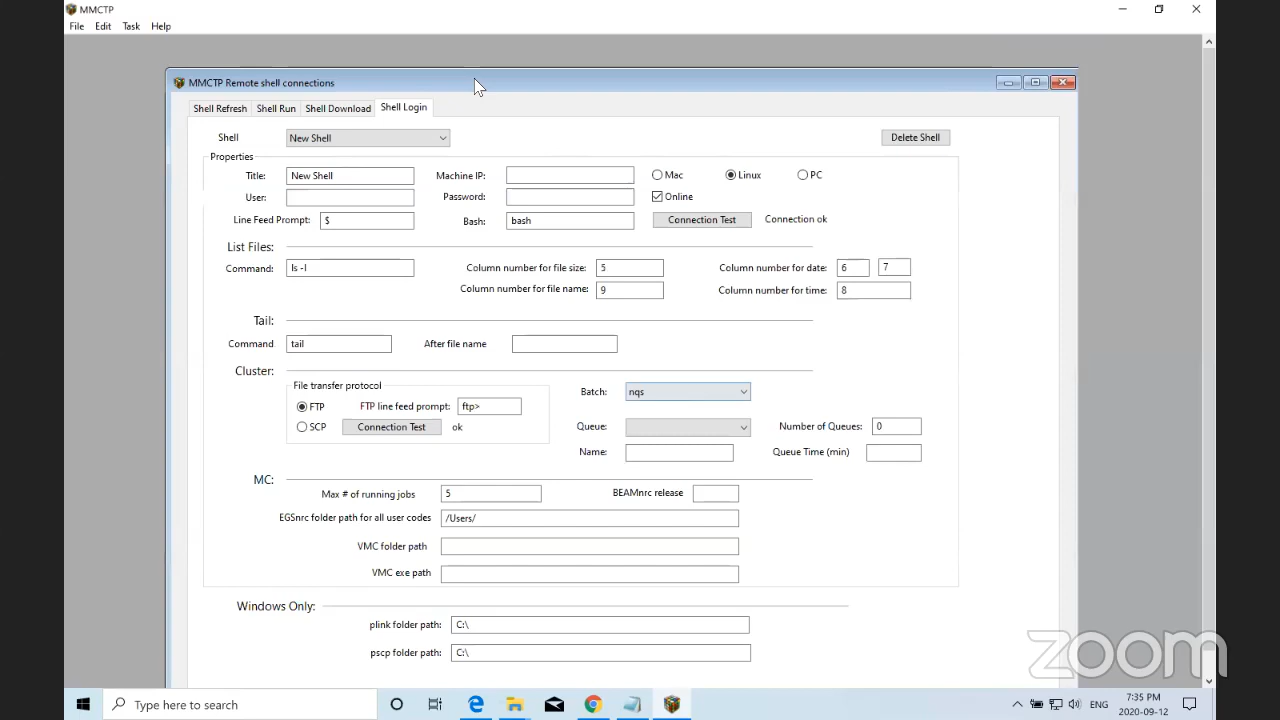 MMCTP
File Edit Task Help
MMCTP Remote shell connections
Shell Refresh Shell Run Shell Download Shell Login
Shell New Shell Delete Shell
Properties
Title: New Shell Machine IP: Mac Linux PC
User: Password: Online
Line Feed Prompt: $ Bash: bash Connection Test Connection ok
List Files:
Command: ls -l Column number for file size: 5 Column number for date: 6 7
Column number for file name: 9 Column number for time: 8
Tail:
Command tail After file name
Cluster:
File transfer protocol
Batch: nqs
FTP FTP line feed prompt: ftp>
SCP Connection Test ok Queue: Number of Queues: 0
Name: Queue Time (min)
MC:
Max # of running jobs 5 BEAMnrc release
EGSnrc folder path for all user codes /Users/
VMC folder path
VMC exe path
Windows Only:
plink folder path: C:\
pscp folder path: C:\
zoom
Type here to search
7:35 PM
2020-09-12